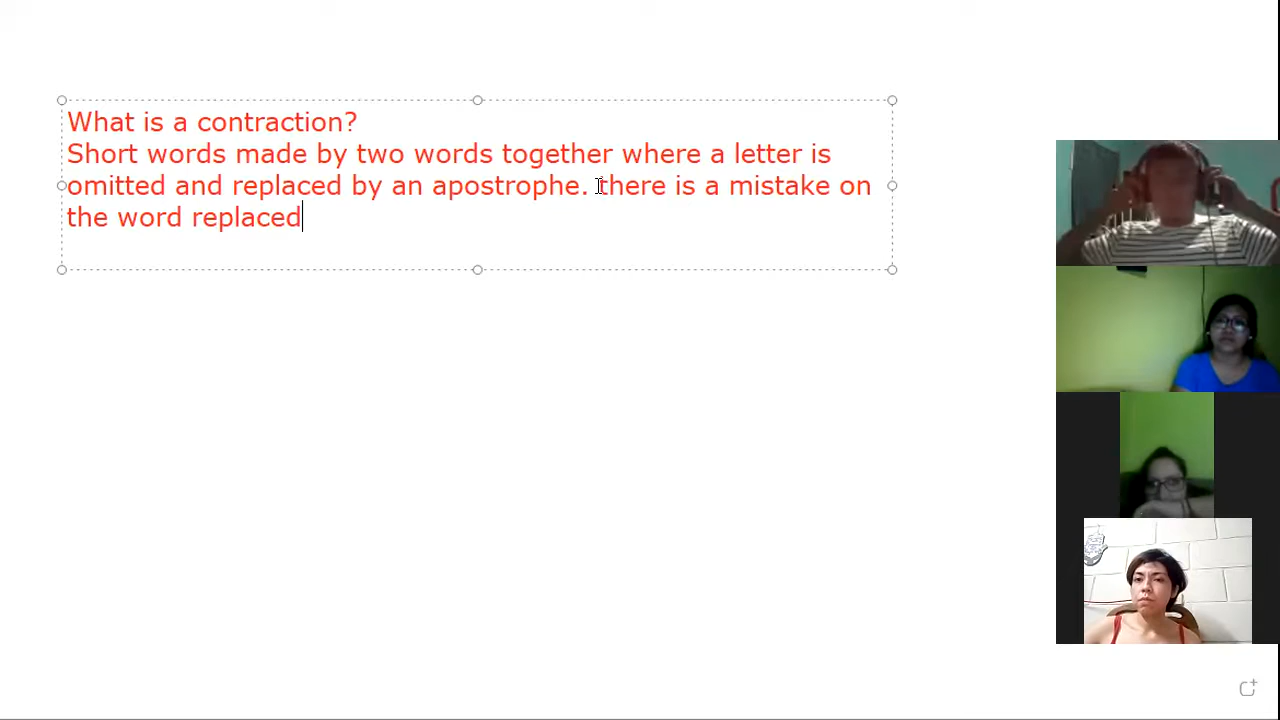 What is a contraction?
Short words made by two words together where a letter is
omitted and replaced by an apostrophe. there is a mistake on
the word replaced